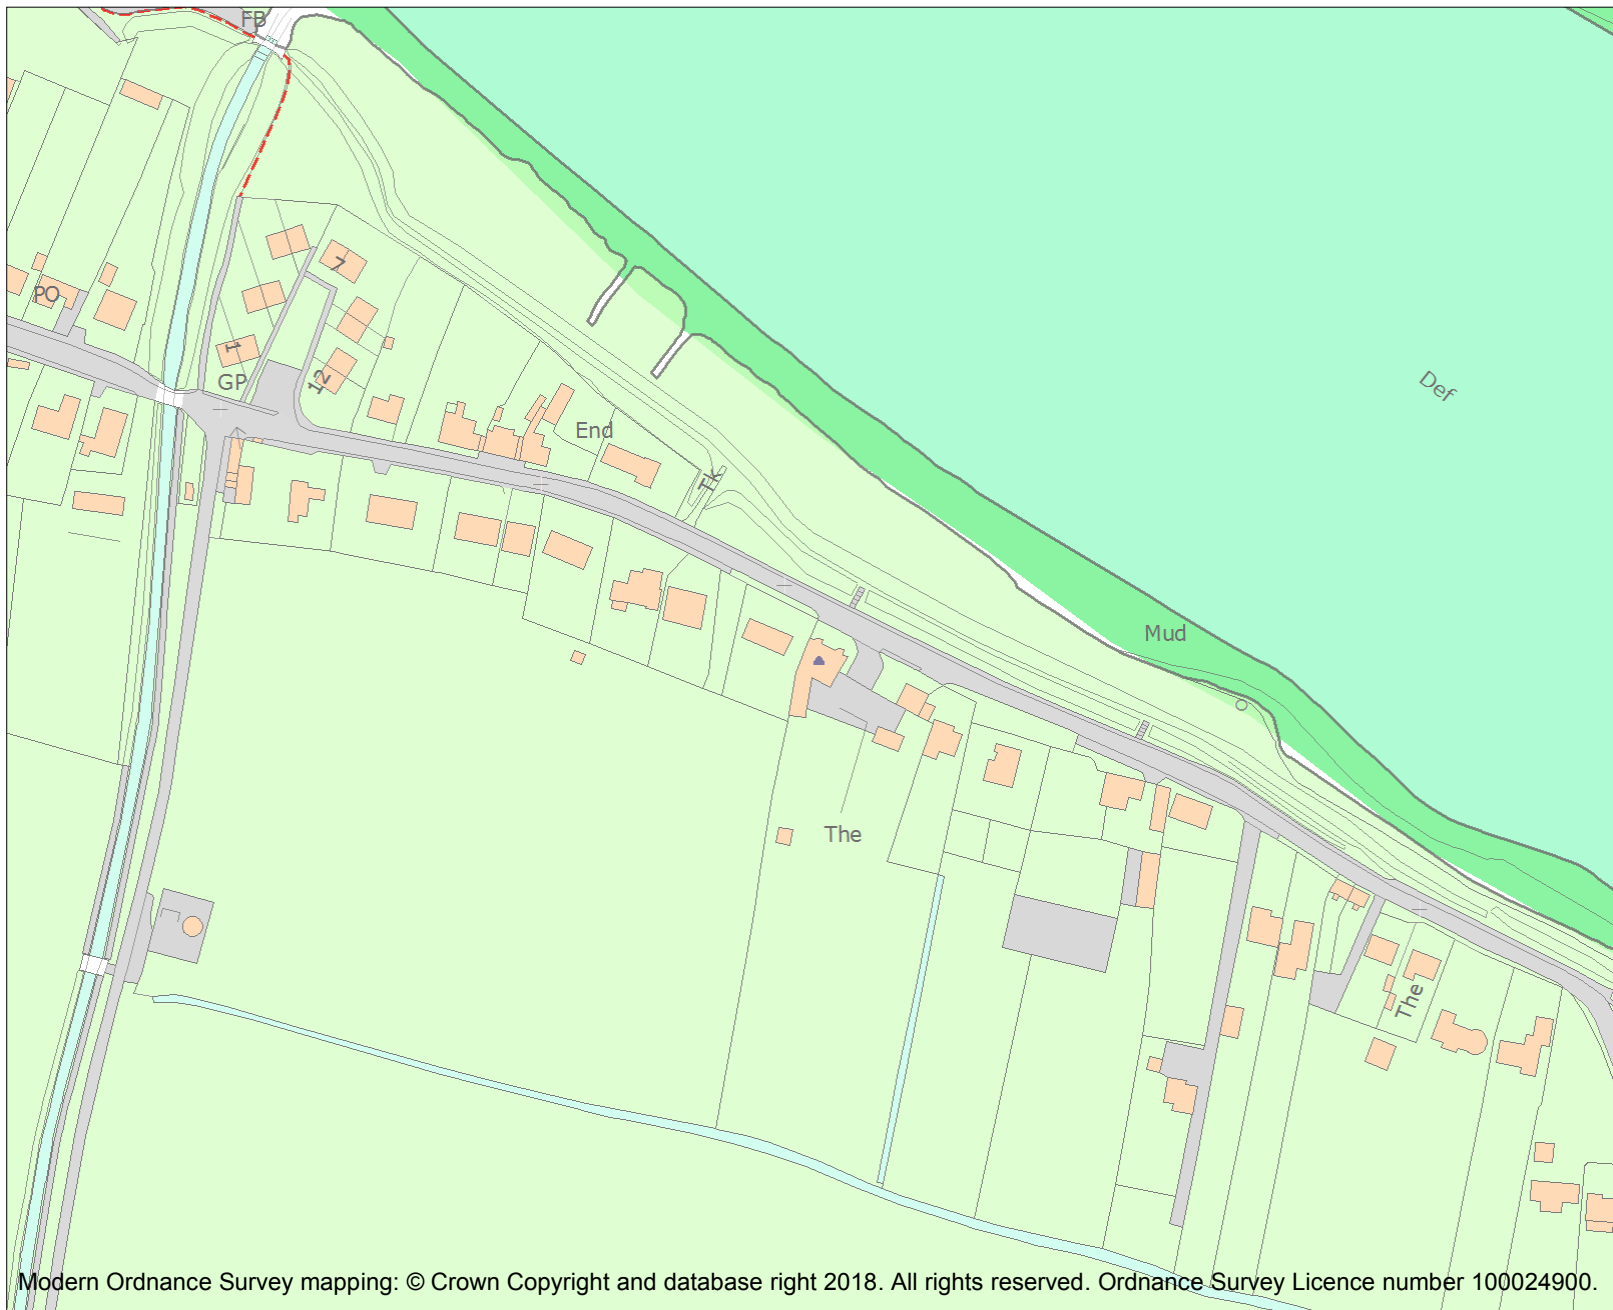 FB
7
PO
1
GP
12
Def
End
Tk
Mud
The
The
Modern Ordnance Survey mapping: © Crown Copyright and database right 2018. All rights reserved. Ordnance Survey Licence number 100024900.